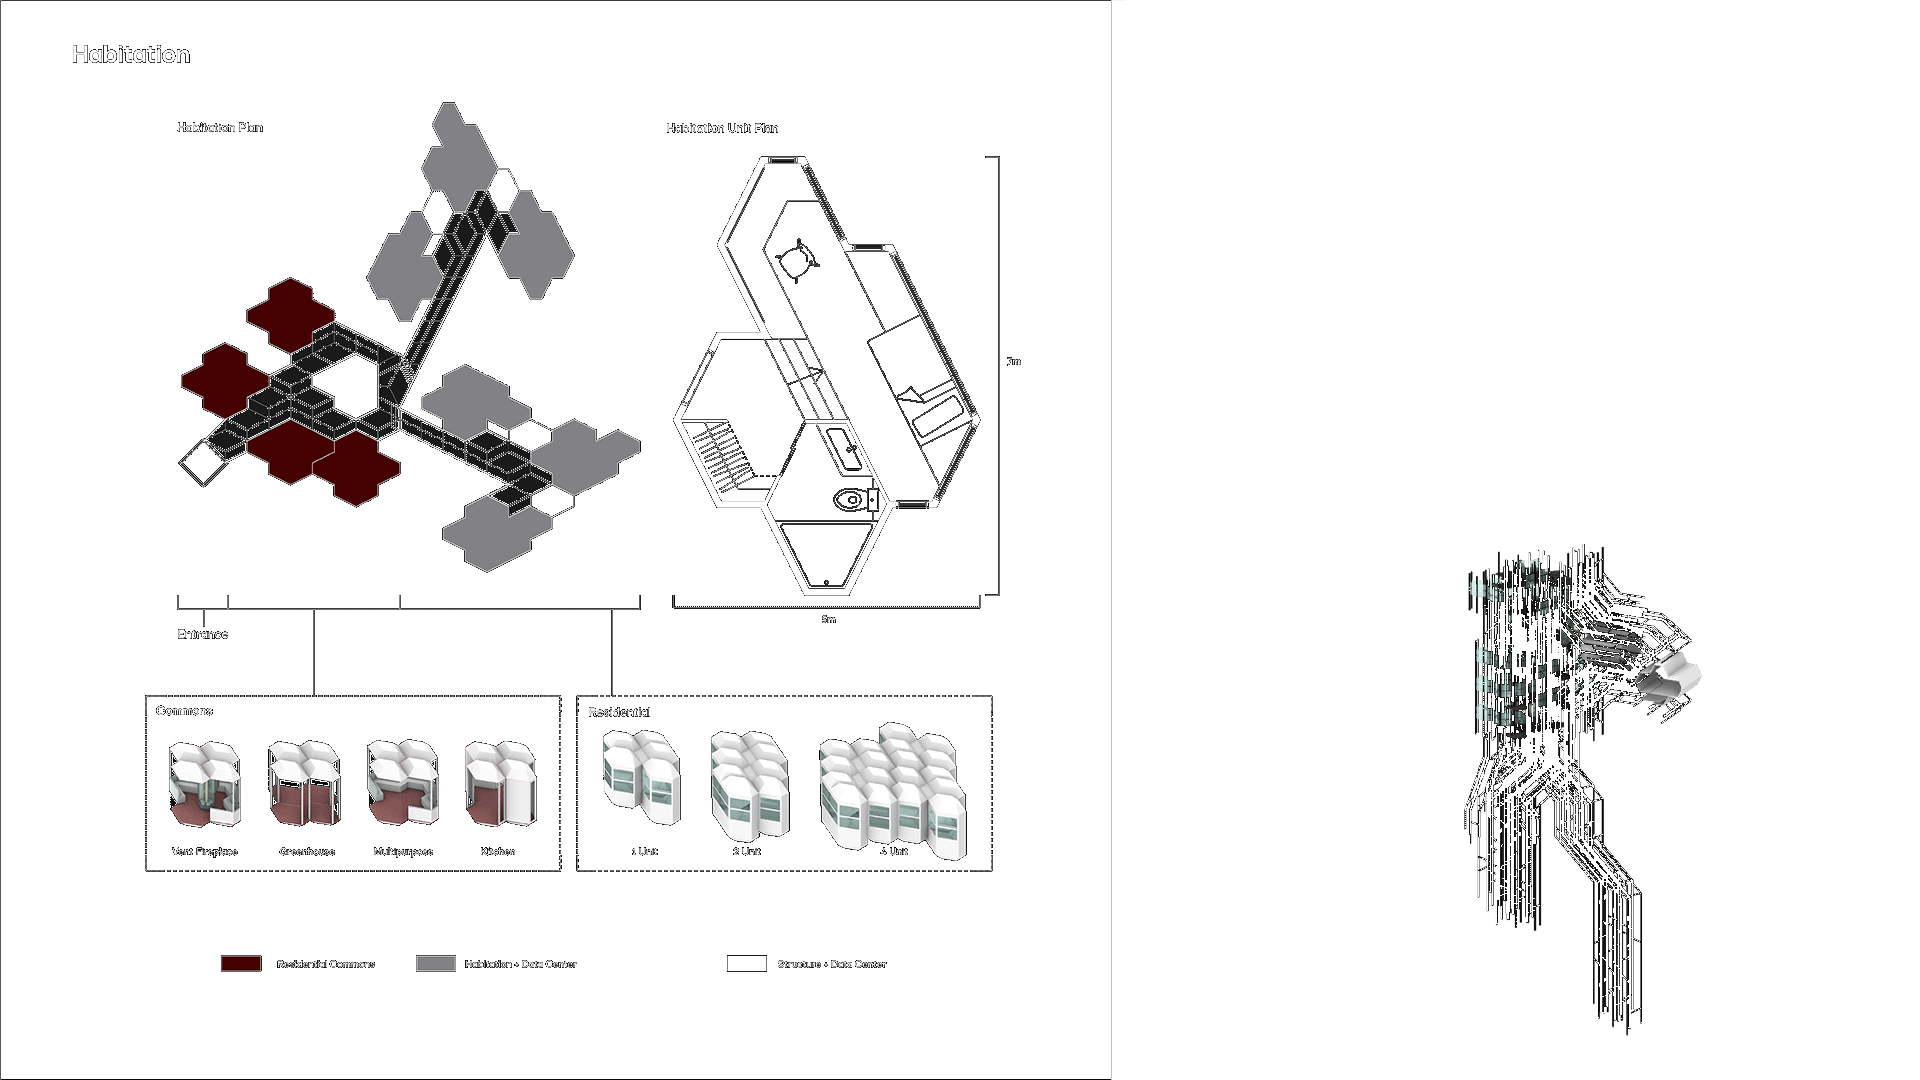 Habitation
Habitation Plan
Habitation Unit Plan
7m
5m
Entrance
Commons
Vent Fireplace
Greenhouse
Multipurpose
Kitchen
Residential
1 Unit
2 Unit
4 Unit
Residential Commons
Habitation + Data Center
Structure + Data Center